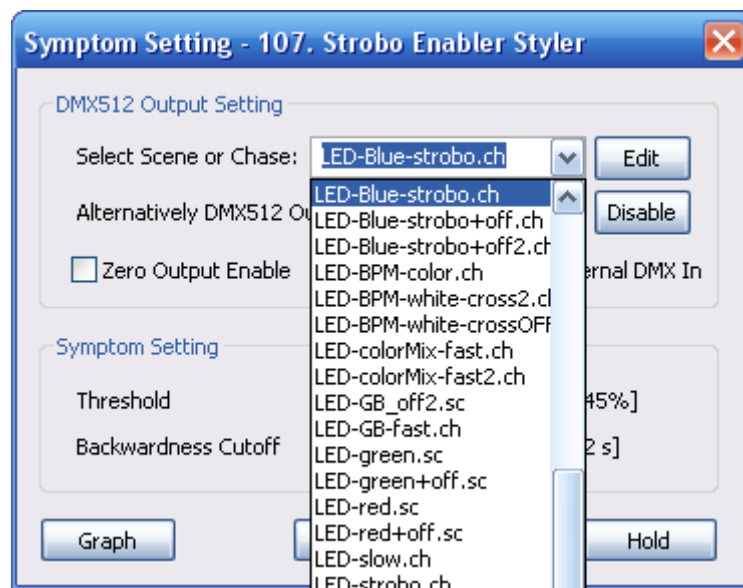 Symptom Setting - 107. Strobo Enabler Styler
DMX512 Output Setting
Select Scene or Chase:
LED-Blue-strobo.ch
Edit
Alternatively DMX512 Ou
Disable
Zero Output Enable
ernal DMX In
LED-Blue-strobo.ch
LED-Blue-strobo+off.ch
LED-Blue-strobo+off2.ch
LED-BPM-color.ch
LED-BPM-white-cross2.cl
LED-BPM-white-crossOFF
LED-colorMix-fast.ch
LED-colorMix-fast2.ch
LED-GB_off2.sc
LED-GB-fast.ch
LED-green.sc
LED-green+off.sc
LED-red.sc
LED-red+off.sc
LED-slow.ch
LED-strobo.ch
Symptom Setting
Threshold
45%]
Backwardness Cutoff
2 s]
Graph
Hold